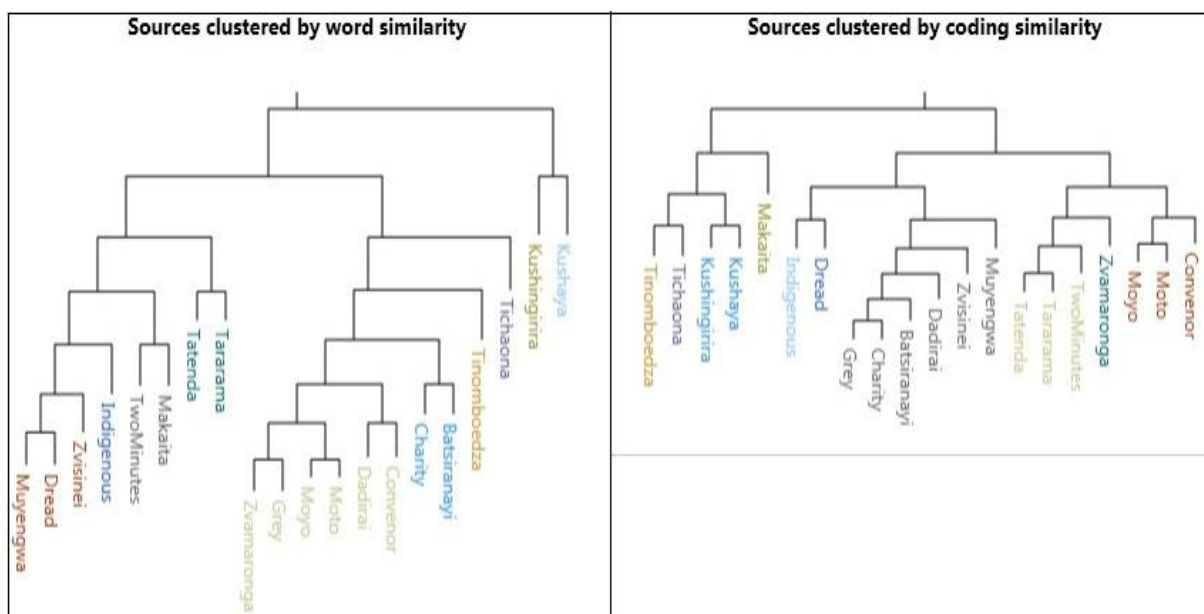 Sources clustered by word similarity
Muyengwa
Dread
Zvisinei
Indigenous
TwoMinutes
Makaita
Tatenda
Tararama
Zvamaronga
Grey
Moyo
Moto
Dadirai
Convenor
Charity
Batsiranayi
Tinomboedza
Tichaona
Kushingirira
Kushaya
Sources clustered by coding similarity
Tinomboedza
Tichaona
Kushingirira
Kushaya
Makaita
Indigenous
Dread
Grey
Charity
Batsiranayi
Dadirai
Zvisinei
Muyengwa
Tatenda
Tararama
TwoMinutes
Zvamaronga
Moyo
Moto
Convenor